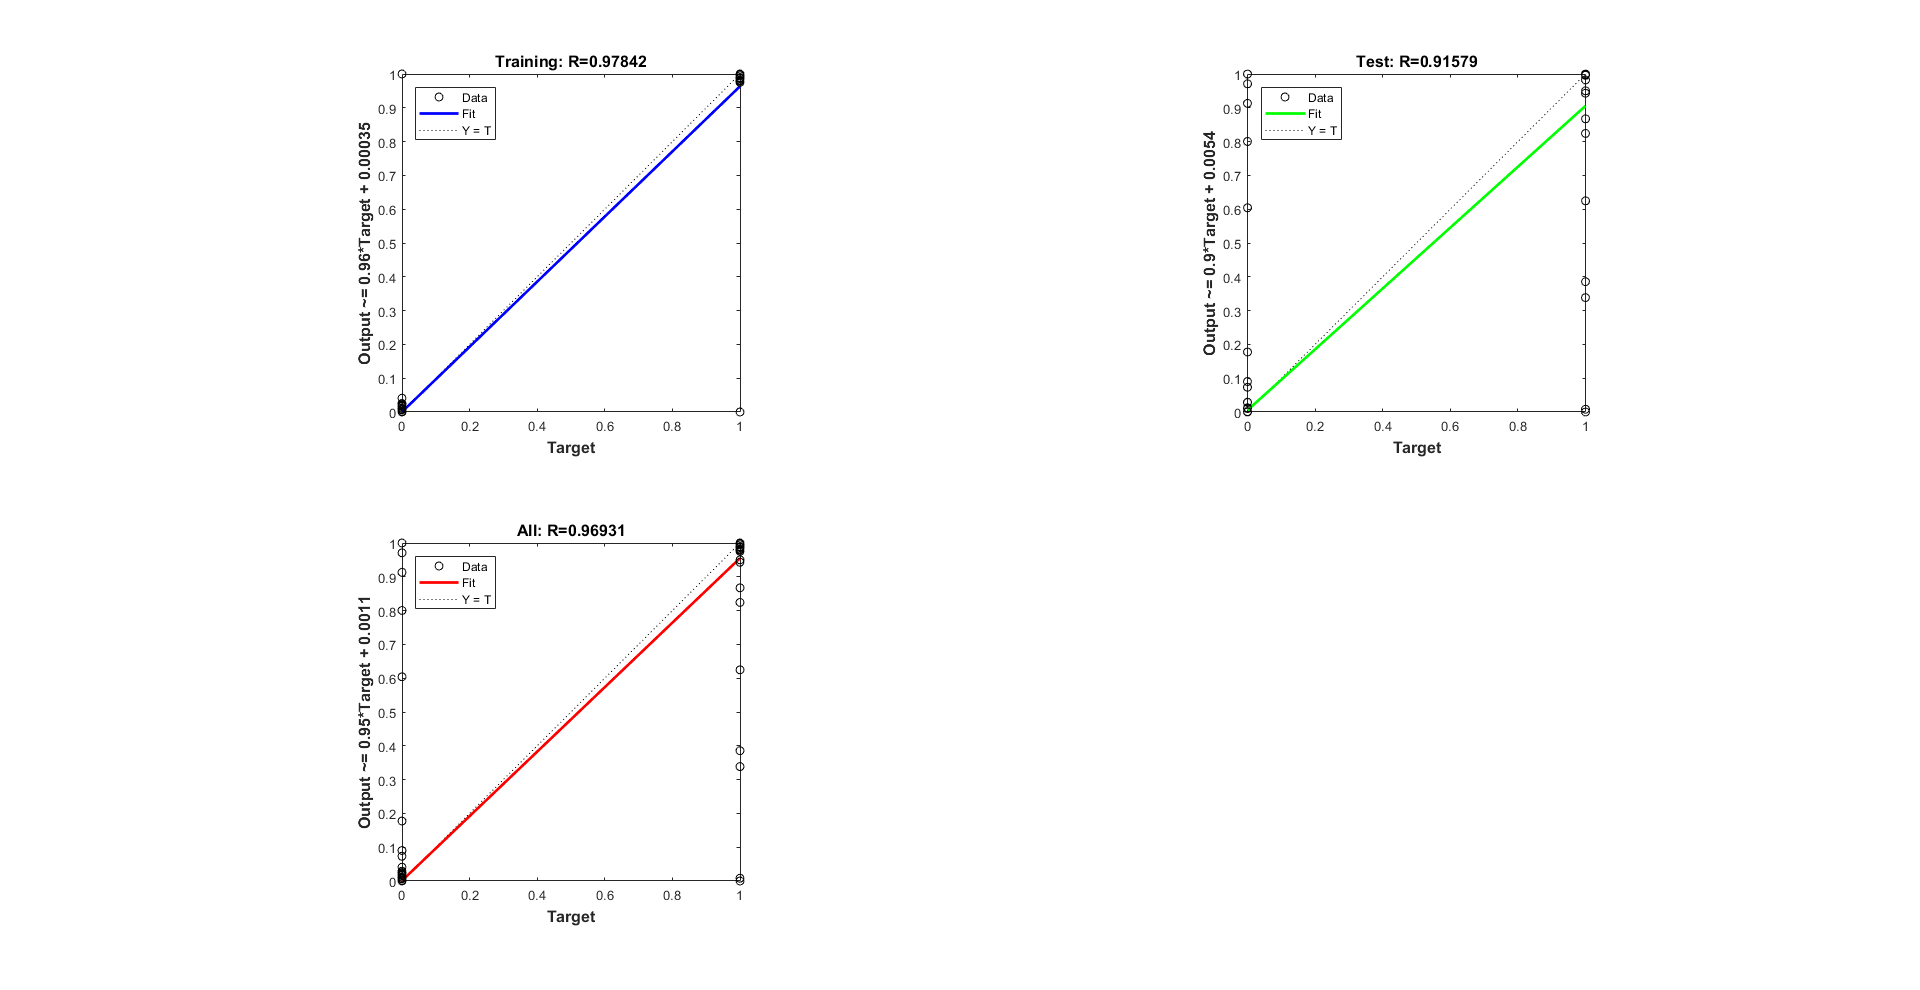 Training: R=0.97842
Output ~= 0.96*Target + 0.00035
1
0.9
0.8
0.7
0.6
0.5
0.4
0.3
0.2
0.1
0
Data
Fit
Y = T
0 0.2 0.4 0.6 0.8 1
Target
Test: R=0.91579
Output ~= 0.9*Target + 0.0054
1
0.9
0.8
0.7
0.6
0.5
0.4
0.3
0.2
0.1
0
Data
Fit
Y = T
0 0.2 0.4 0.6 0.8 1
Target
All: R=0.96931
Output ~= 0.95*Target + 0.0011
1
0.9
0.8
0.7
0.6
0.5
0.4
0.3
0.2
0.1
0
Data
Fit
Y = T
0 0.2 0.4 0.6 0.8 1
Target